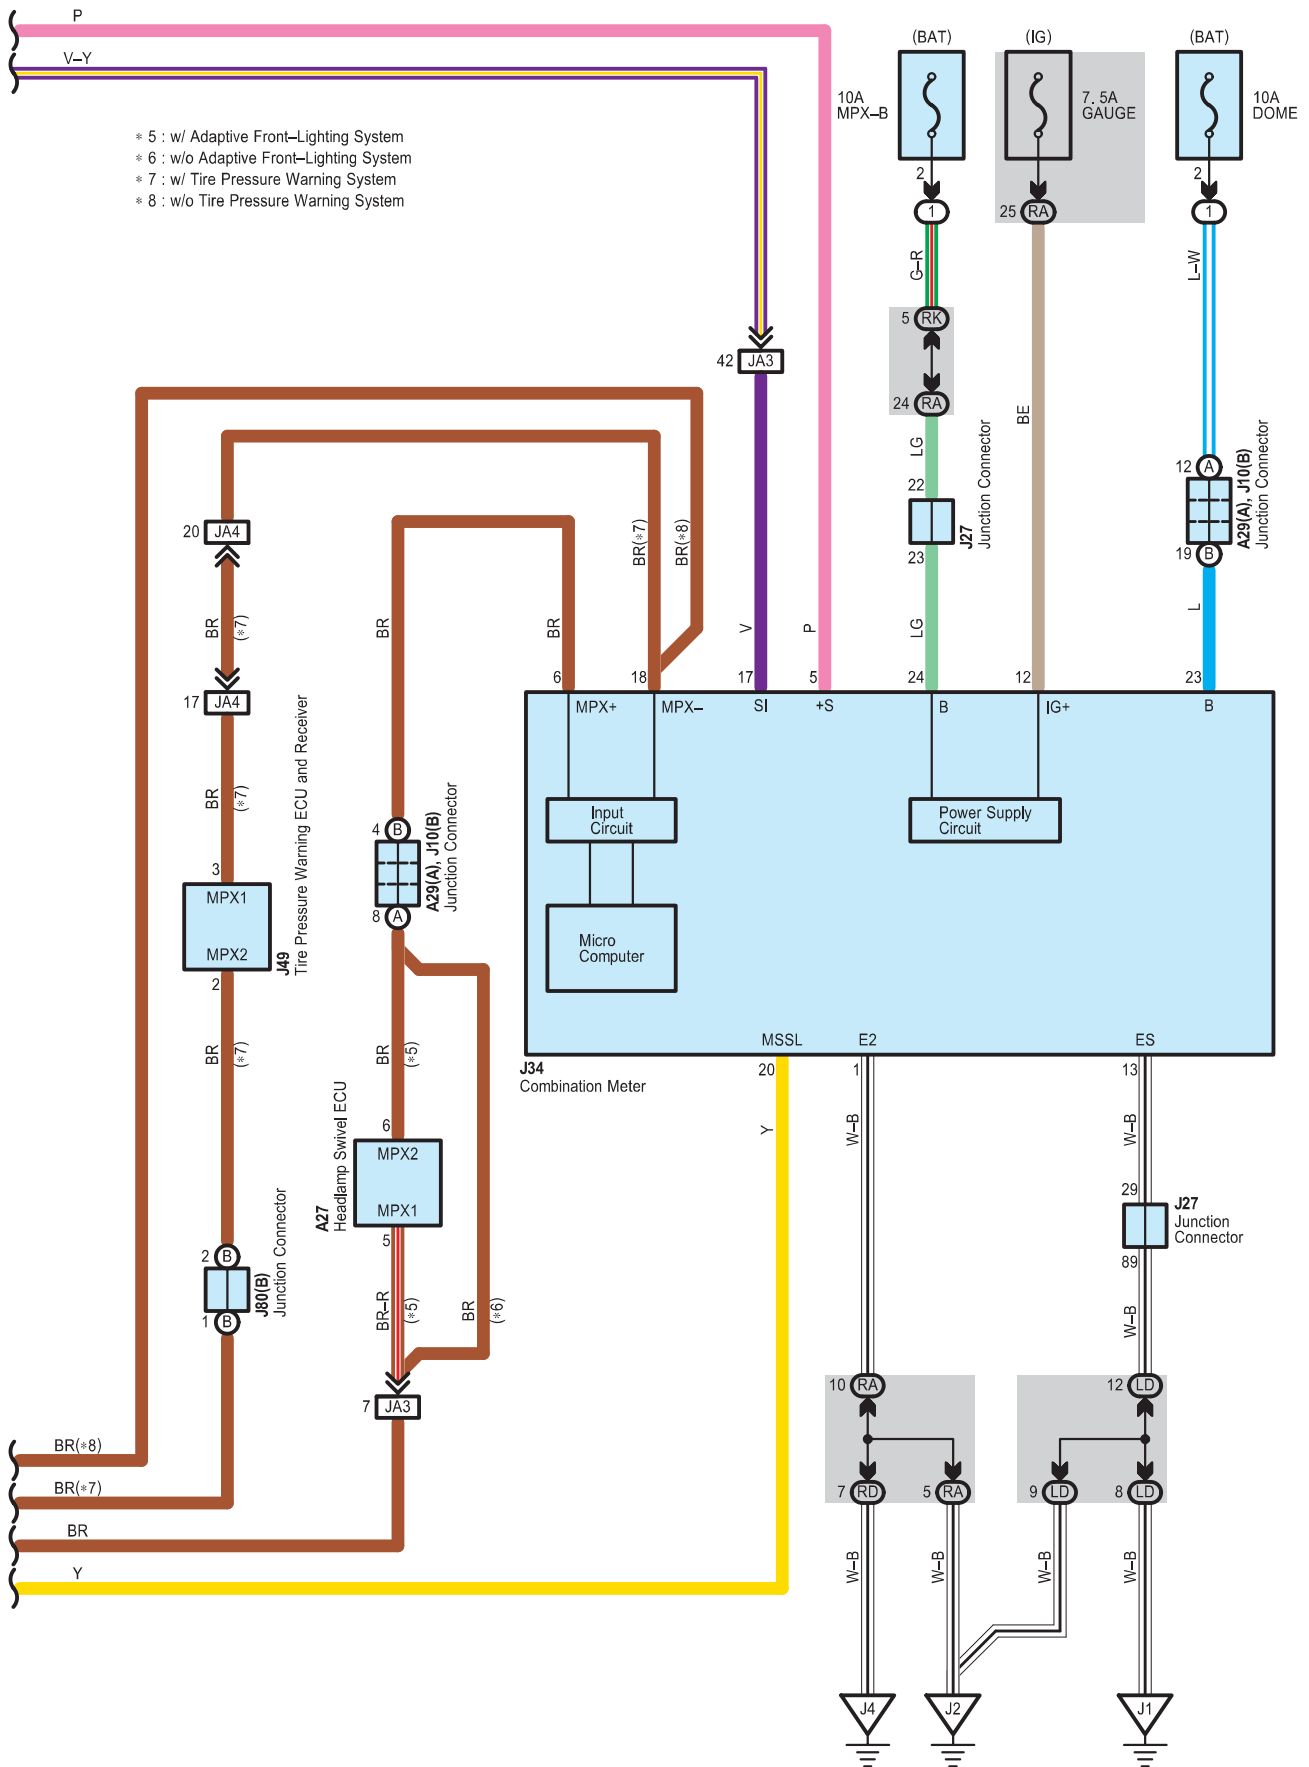 P
V–Y
(BAT)
(IG)
(BAT)
10A
MPX–B
7. 5A
GAUGE
10A
DOME
* 5 : w/ Adaptive Front–Lighting System
* 6 : w/o Adaptive Front–Lighting System
* 7 : w/ Tire Pressure Warning System
* 8 : w/o Tire Pressure Warning System
2
1
25
RA
2
1
G–R
L–W
5
RK
42
JA3
24
RA
BE
LG
22
J27
Junction Connector
23
LG
12
A
A29(A), J10(B)
Junction Connector
19
B
L
20
JA4
BR(*7)
BR(*8)
BR
(*7)
BR
BR
V
P
17
JA4
6
18
17
5
24
12
23
MPX+
MPX–
SI
+S
B
IG+
B
BR
(*7)
Tire Pressure Warning ECU and Receiver
J49
3
MPX1
MPX2
2
4
B
A29(A), J10(B)
Junction Connector
8
A
Input
Circuit
Power Supply
Circuit
Micro
Computer
MSSL
E2
ES
J34
Combination Meter
20
1
13
BR
(*7)
BR
(*5)
Y
W–B
W–B
6
MPX2
MPX1
5
A27
Headlamp Swivel ECU
29
J27
Junction
Connector
89
2
B
J80(B)
Junction Connector
1
B
BR–R
(*5)
BR
(*6)
W–B
7
JA3
10
RA
12
LD
7
RD
5
RA
9
LD
8
LD
BR(*8)
BR(*7)
BR
Y
W–B
W–B
W–B
W–B
J4
J2
J1